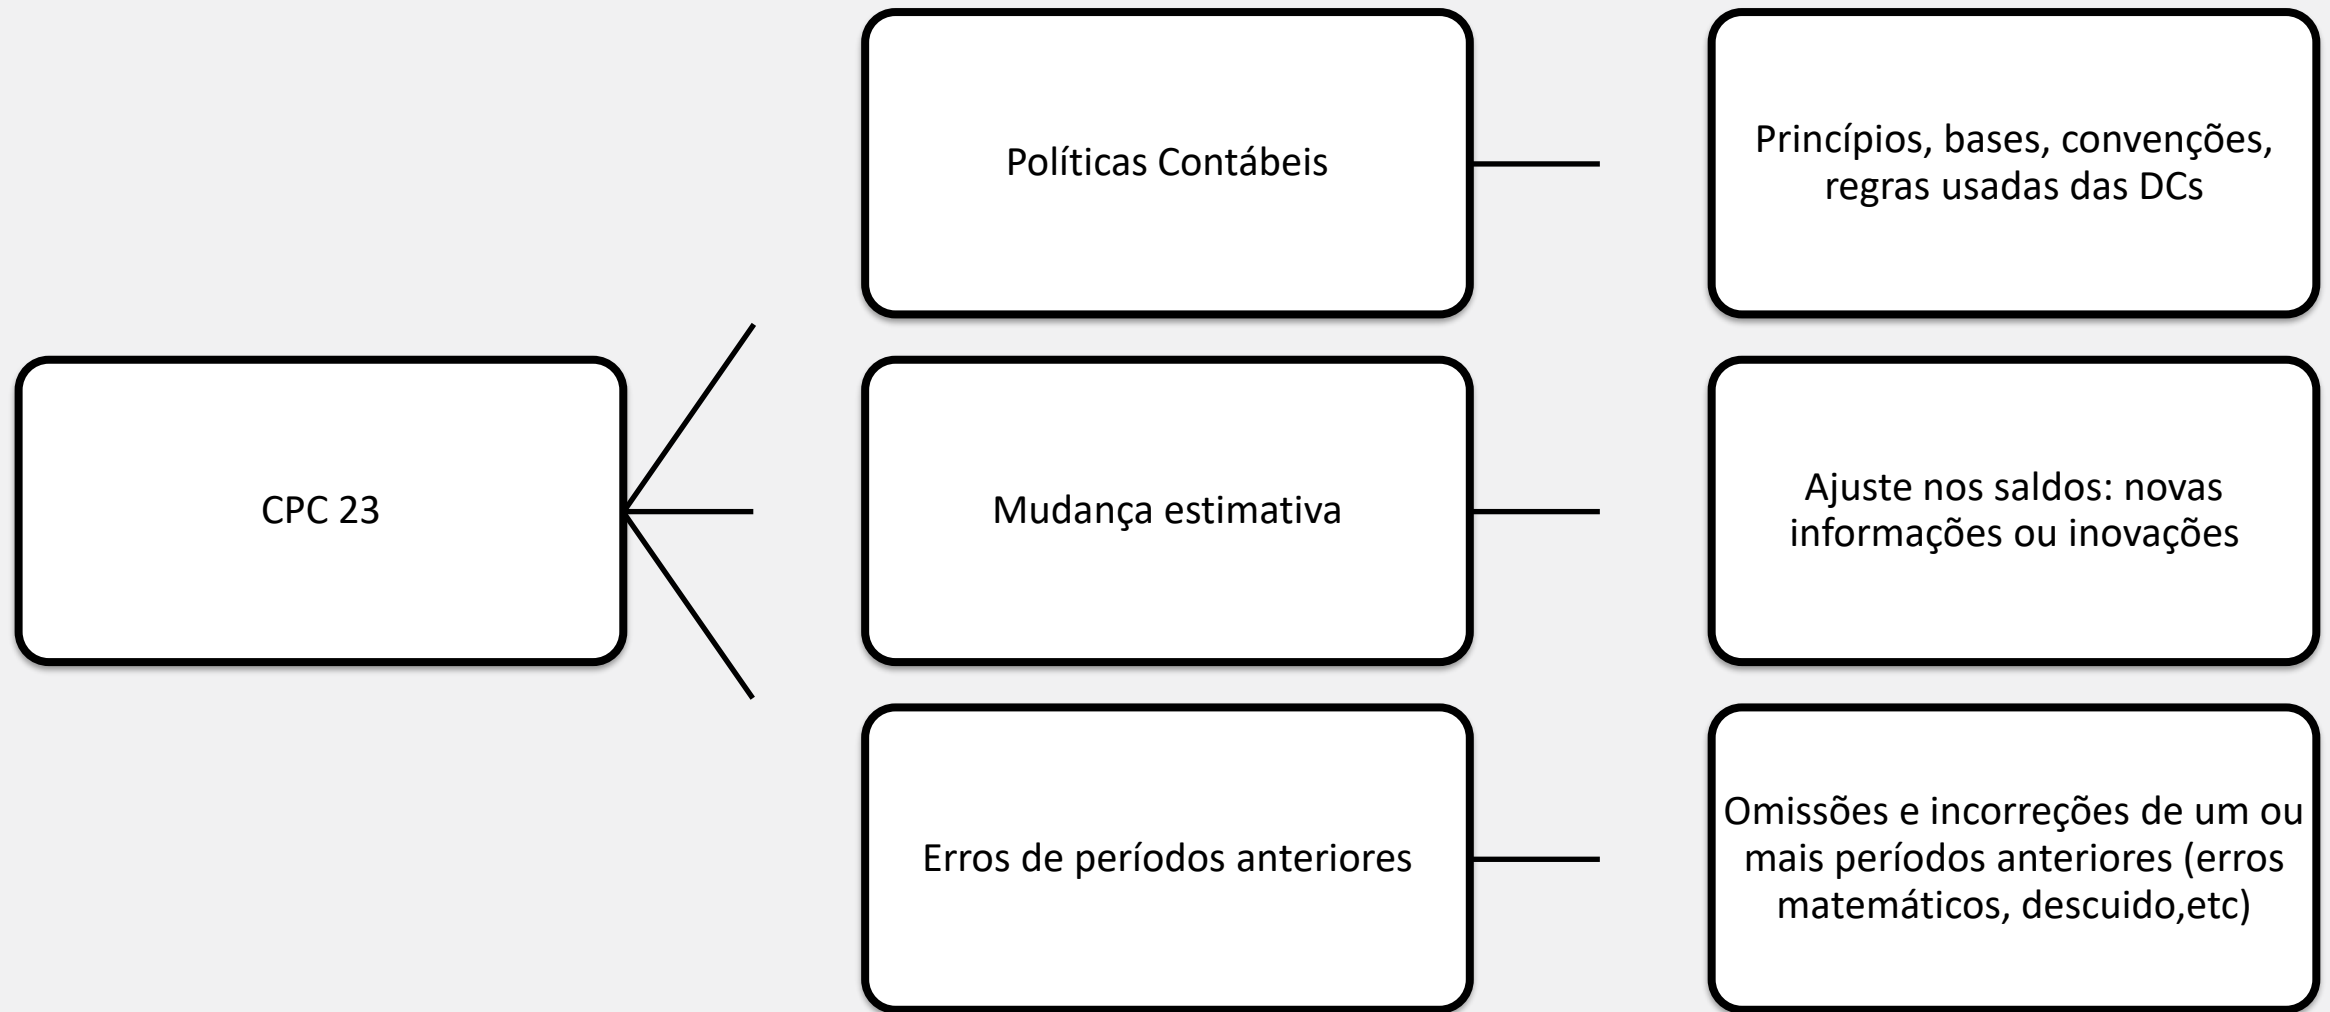 CPC 23
Políticas Contábeis
Princípios, bases, convenções,
regras usadas das DCs
Mudança estimativa
Ajuste nos saldos: novas
informações ou inovações
Erros de períodos anteriores
Omissões e incorreções de um ou
mais períodos anteriores (erros
matemáticos, descuido,etc)